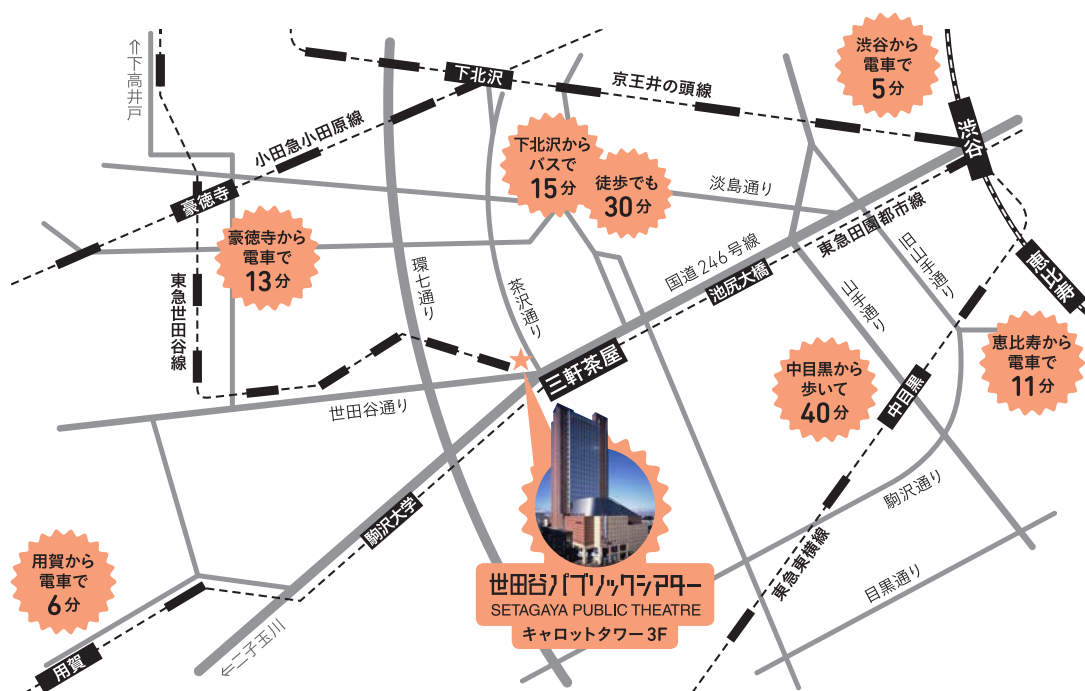 ⇐下高井戸
下北沢
京王井の頭線
渋谷から
電車で
5分
渋谷
小田急小田原線
豪徳寺
下北沢から
バスで
15分
徒歩でも
30分
淡島通り
東急田園都市線
国道246号線
池尻大橋
旧山手通り
山手通り
恵比寿
豪徳寺から
電車で
13分
東急世田谷線
環七通り
茶沢通り
三軒茶屋
世田谷通り
中目黒から
歩いて
40分
中目黒
恵比寿から
電車で
11分
駒沢大学
駒沢通り
東急東横線
目黒通り
用賀から
電車で
6分
用賀
⇐二子玉川
世田谷パブリックシアター
SETAGAYA PUBLIC THEATRE
キャロットタワー3F